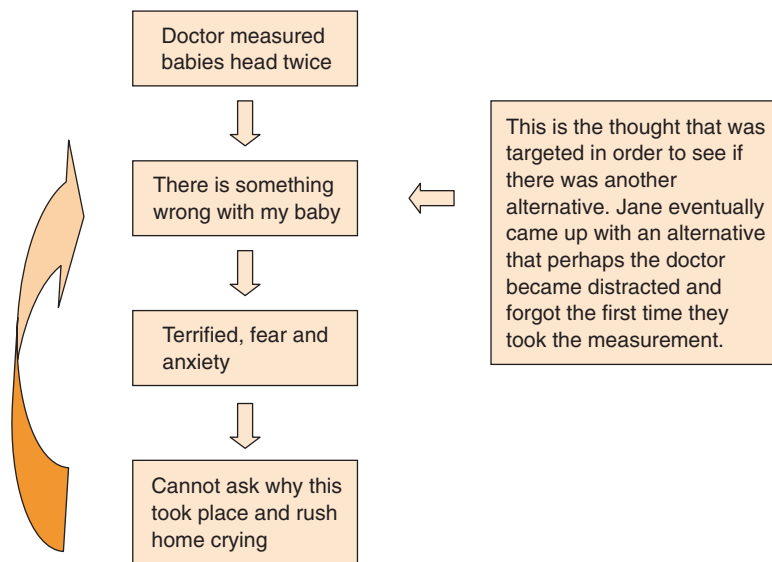 Doctor measured
babies head twice
There is something
wrong with my baby
This is the thought that was
targeted in order to see if
there was another
alternative. Jane eventually
came up with an alternative
that perhaps the doctor
became distracted and
forgot the first time they
took the measurement.
Terrified, fear and
anxiety
Cannot ask why this
took place and rush
home crying